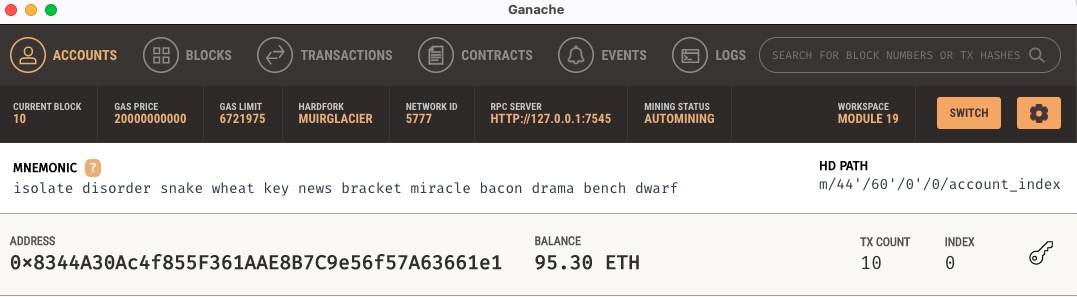 Ganache
ACCOUNTS BLOCKS TRANSACTIONS CONTRACTS EVENTS LOGS SEARCH FOR BLOCK NUMBERS OR TX HASHES
CURRENT BLOCK GAS PRICE GAS LIMIT HARDFORK NETWORK ID RPC SERVER MINING STATUS WORKSPACE
10 20000000000 6721975 MUIRGLACIER 5777 HTTP://127.0.0.1:7545 AUTOMINING MODULE 19 SWITCH
MNEMONIC ? HD PATH
isolate disorder snake wheat key news bracket miracle bacon drama bench dwarf m/44'/60'/0'/0/account_index
ADDRESS BALANCE TX COUNT INDEX
0×8344A30Ac4f855F361AAE8B7C9e56f57A63661e1 95.30 ETH 10 0